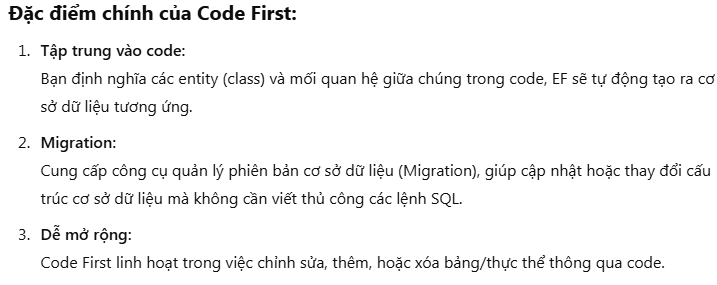 Đặc điểm chính của Code First:
1. Tập trung vào code:
Bạn định nghĩa các entity (class) và mối quan hệ giữa chúng trong code, EF sẽ tự động tạo ra cơ
sở dữ liệu tương ứng.
2. Migration:
Cung cấp công cụ quản lý phiên bản cơ sở dữ liệu (Migration), giúp cập nhật hoặc thay đổi cấu
trúc cơ sở dữ liệu mà không cần viết thủ công các lệnh SQL.
3. Dễ mở rộng:
Code First linh hoạt trong việc chỉnh sửa, thêm, hoặc xóa bảng/thực thể thông qua code.